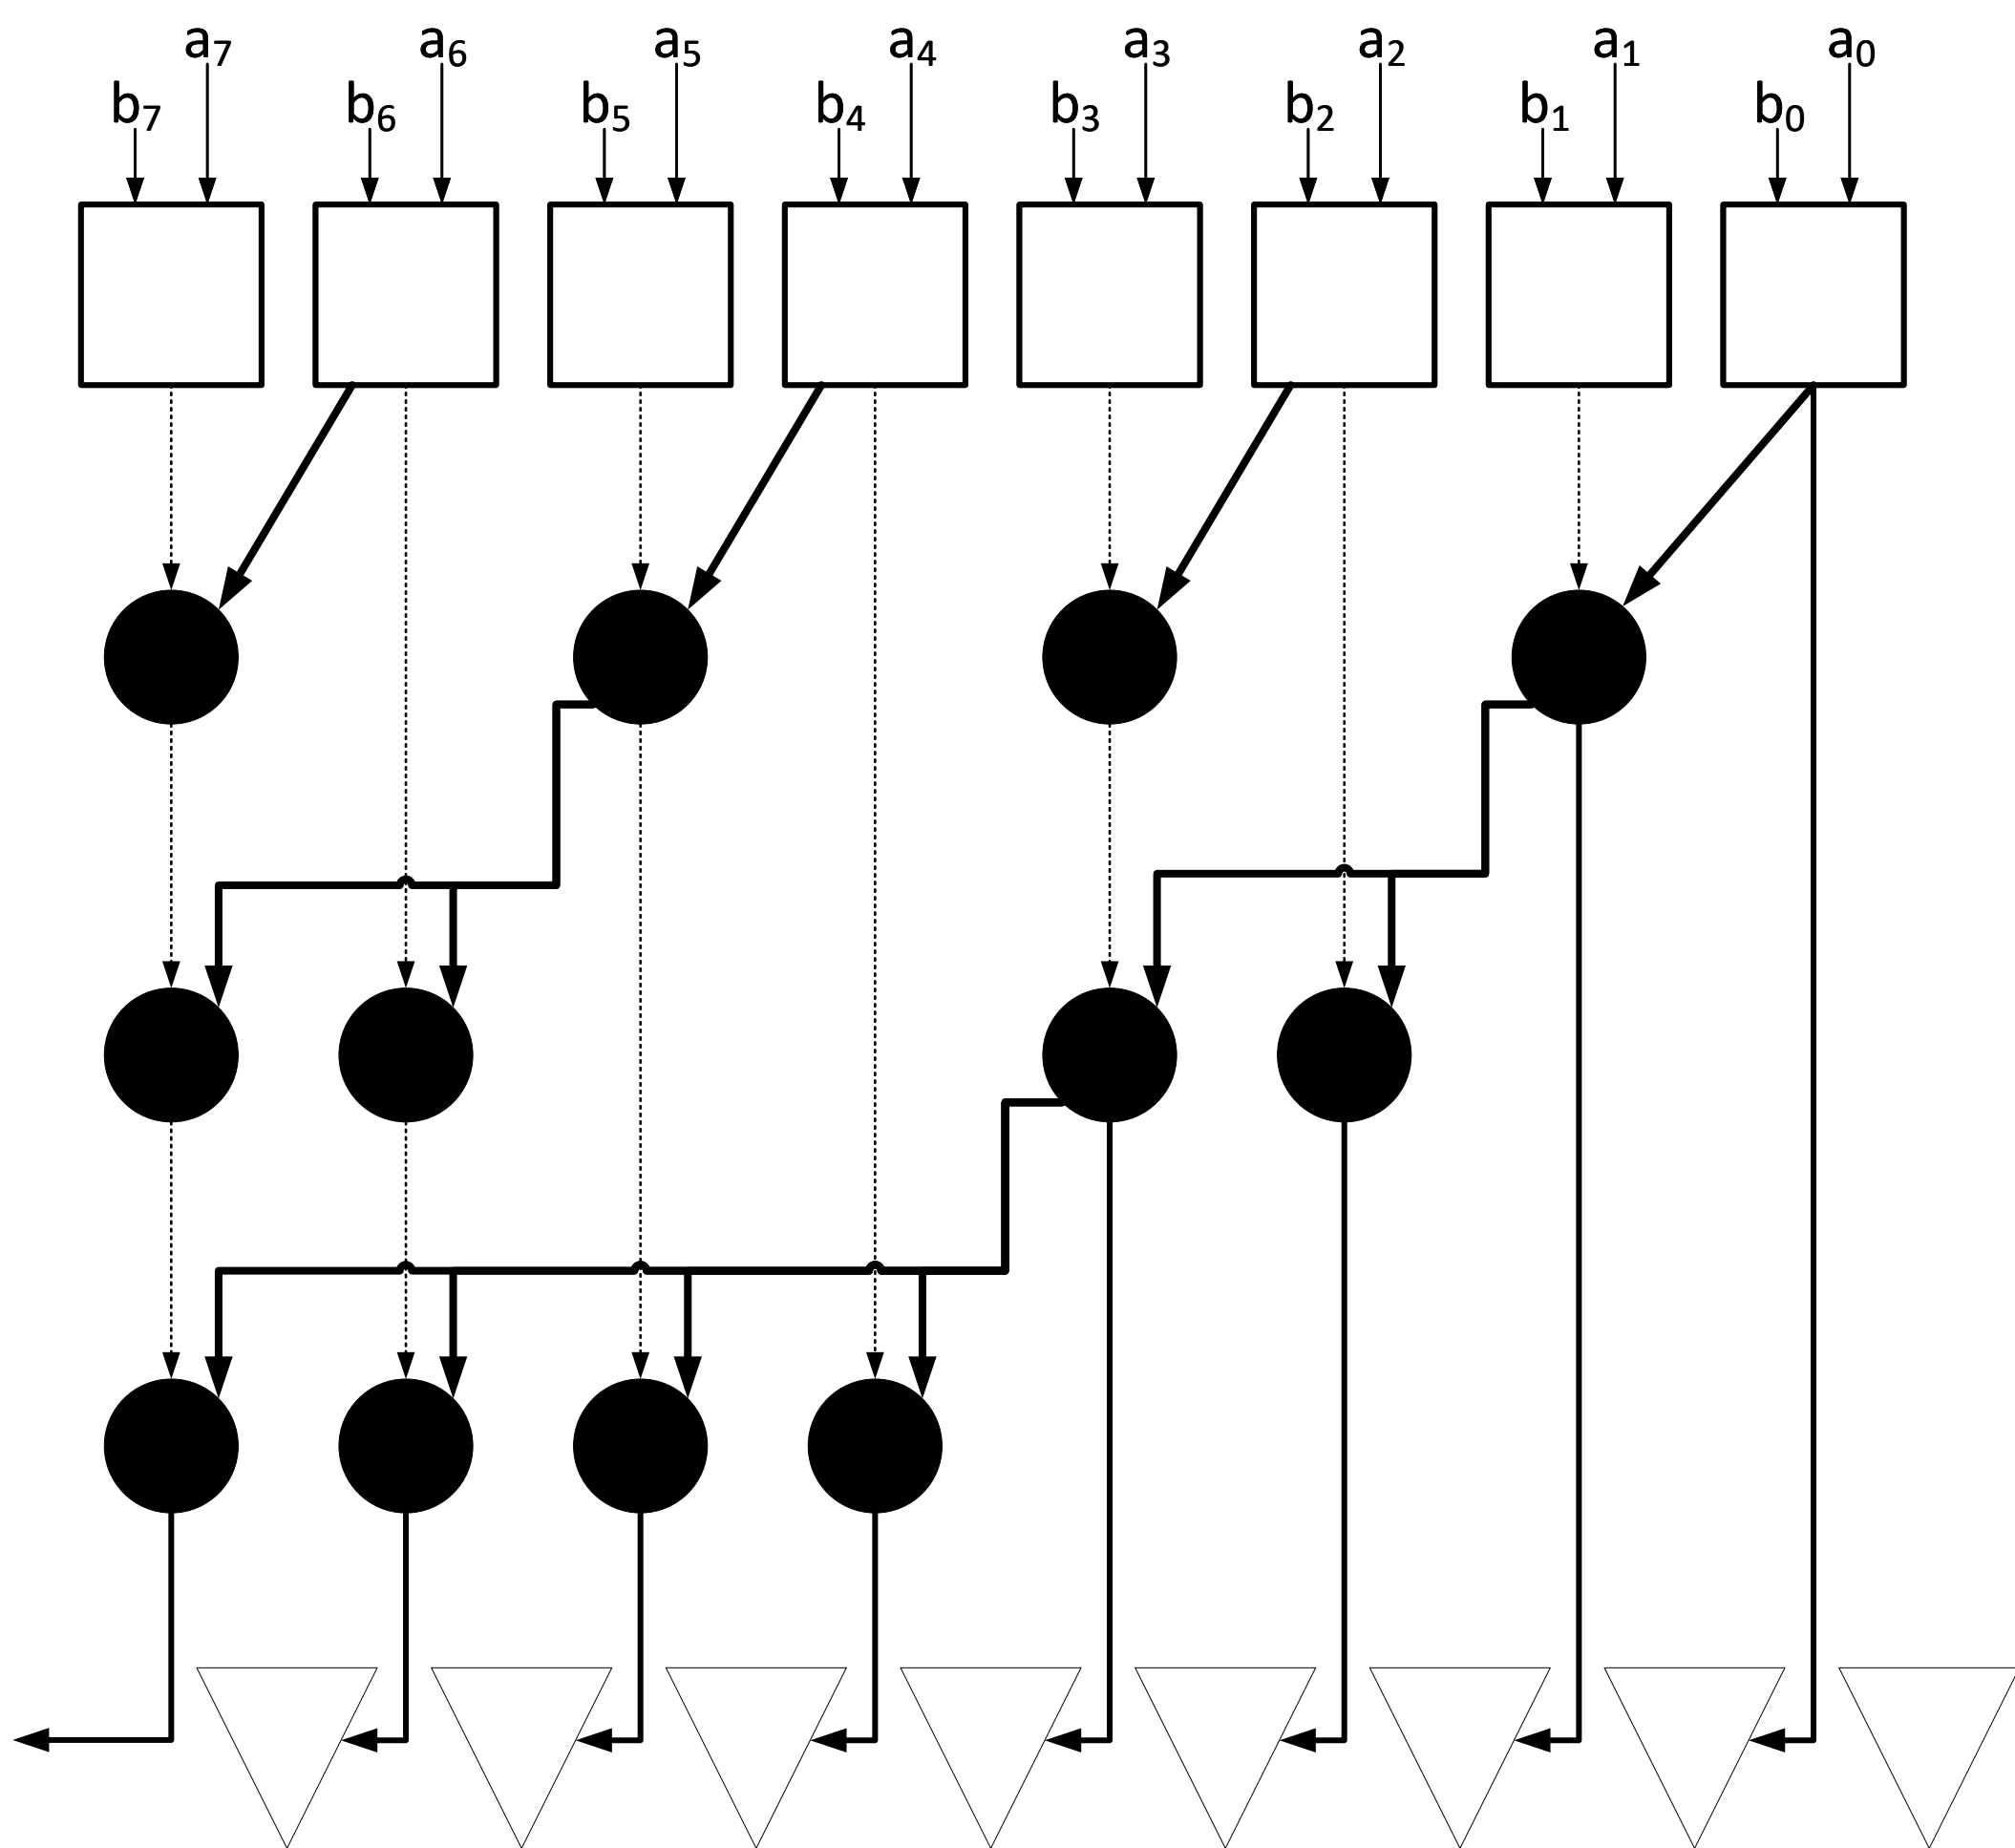 a₇ a₆ a₅ a₄ a₃ a₂ a₁ a₀
b₇ b₆ b₅ b₄ b₃ b₂ b₁ b₀